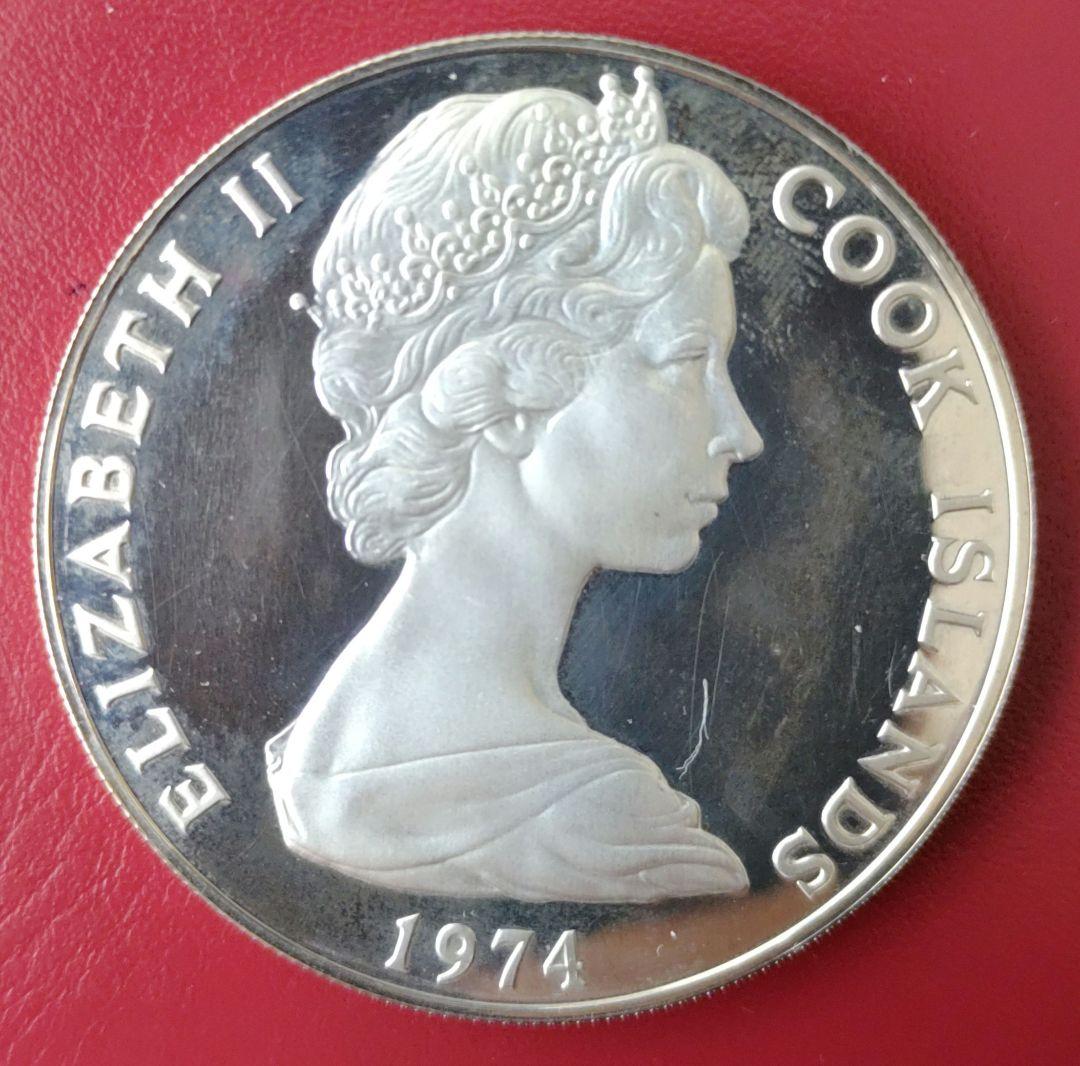 ELIZABETH II
COOK ISLANDS
1974